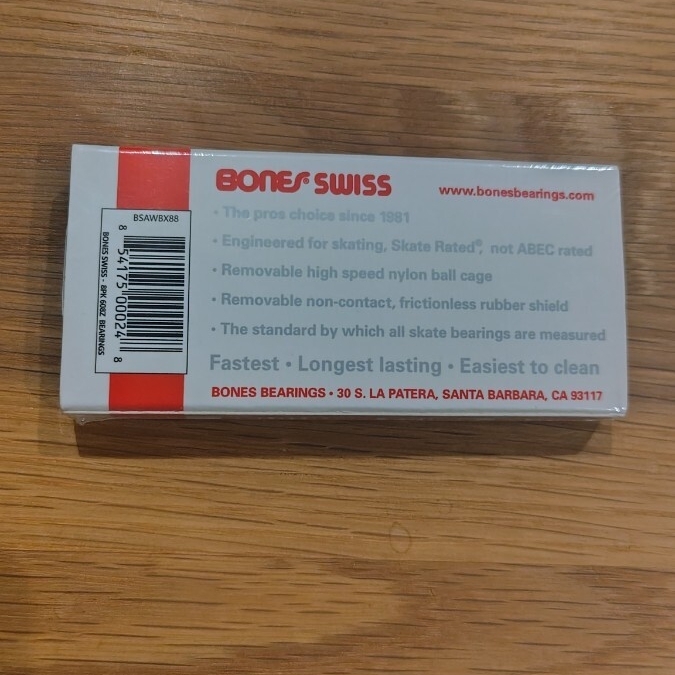 BONES® SWISS
www.bonesbearings.com
• The pros choice since 1981
• Engineered for skating, Skate Rated®, not ABEC rated
• Removable high speed nylon ball cage
• Removable non-contact, frictionless rubber shield
• The standard by which all skate bearings are measured
Fastest • Longest lasting • Easiest to clean
BONES BEARINGS • 30 S. LA PATERA, SANTA BARBARA, CA 93117
BSAWBX88
8 54175 00024 8
BONES SWISS - 8PK 608Z BEARINGS